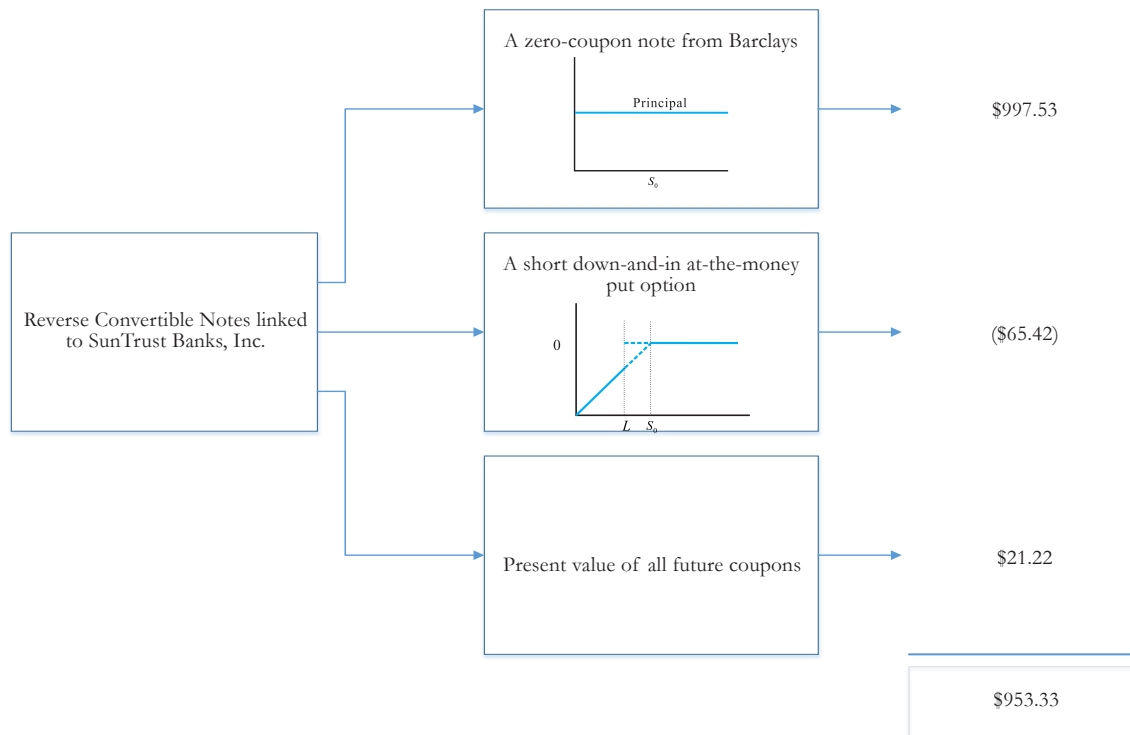 A zero-coupon note from Barclays
Principal
S₀
$997.53
Reverse Convertible Notes linked
to SunTrust Banks, Inc.
A short down-and-in at-the-money
put option
0
L
S₀
($65.42)
Present value of all future coupons
$21.22
$953.33